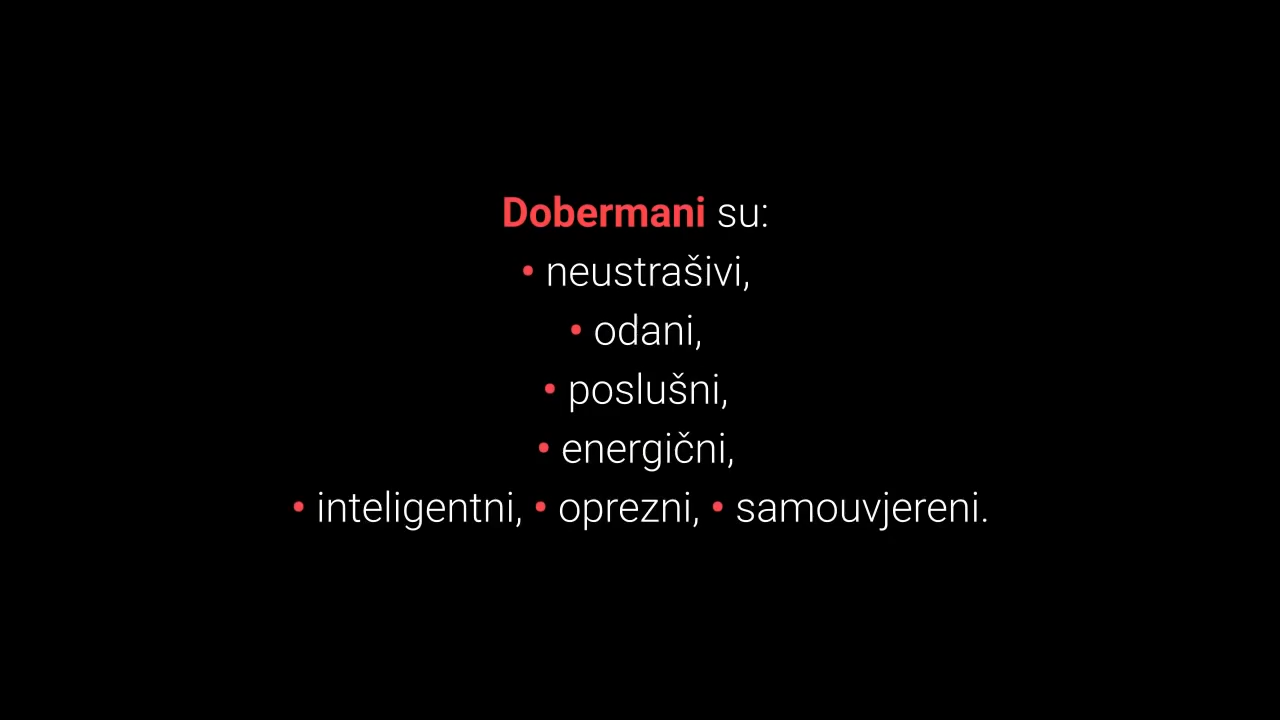 Dobermani su:
• neustrašivi,
• odani,
• poslušni,
• energični,
• inteligentni, • oprezni, • samouvjereni.